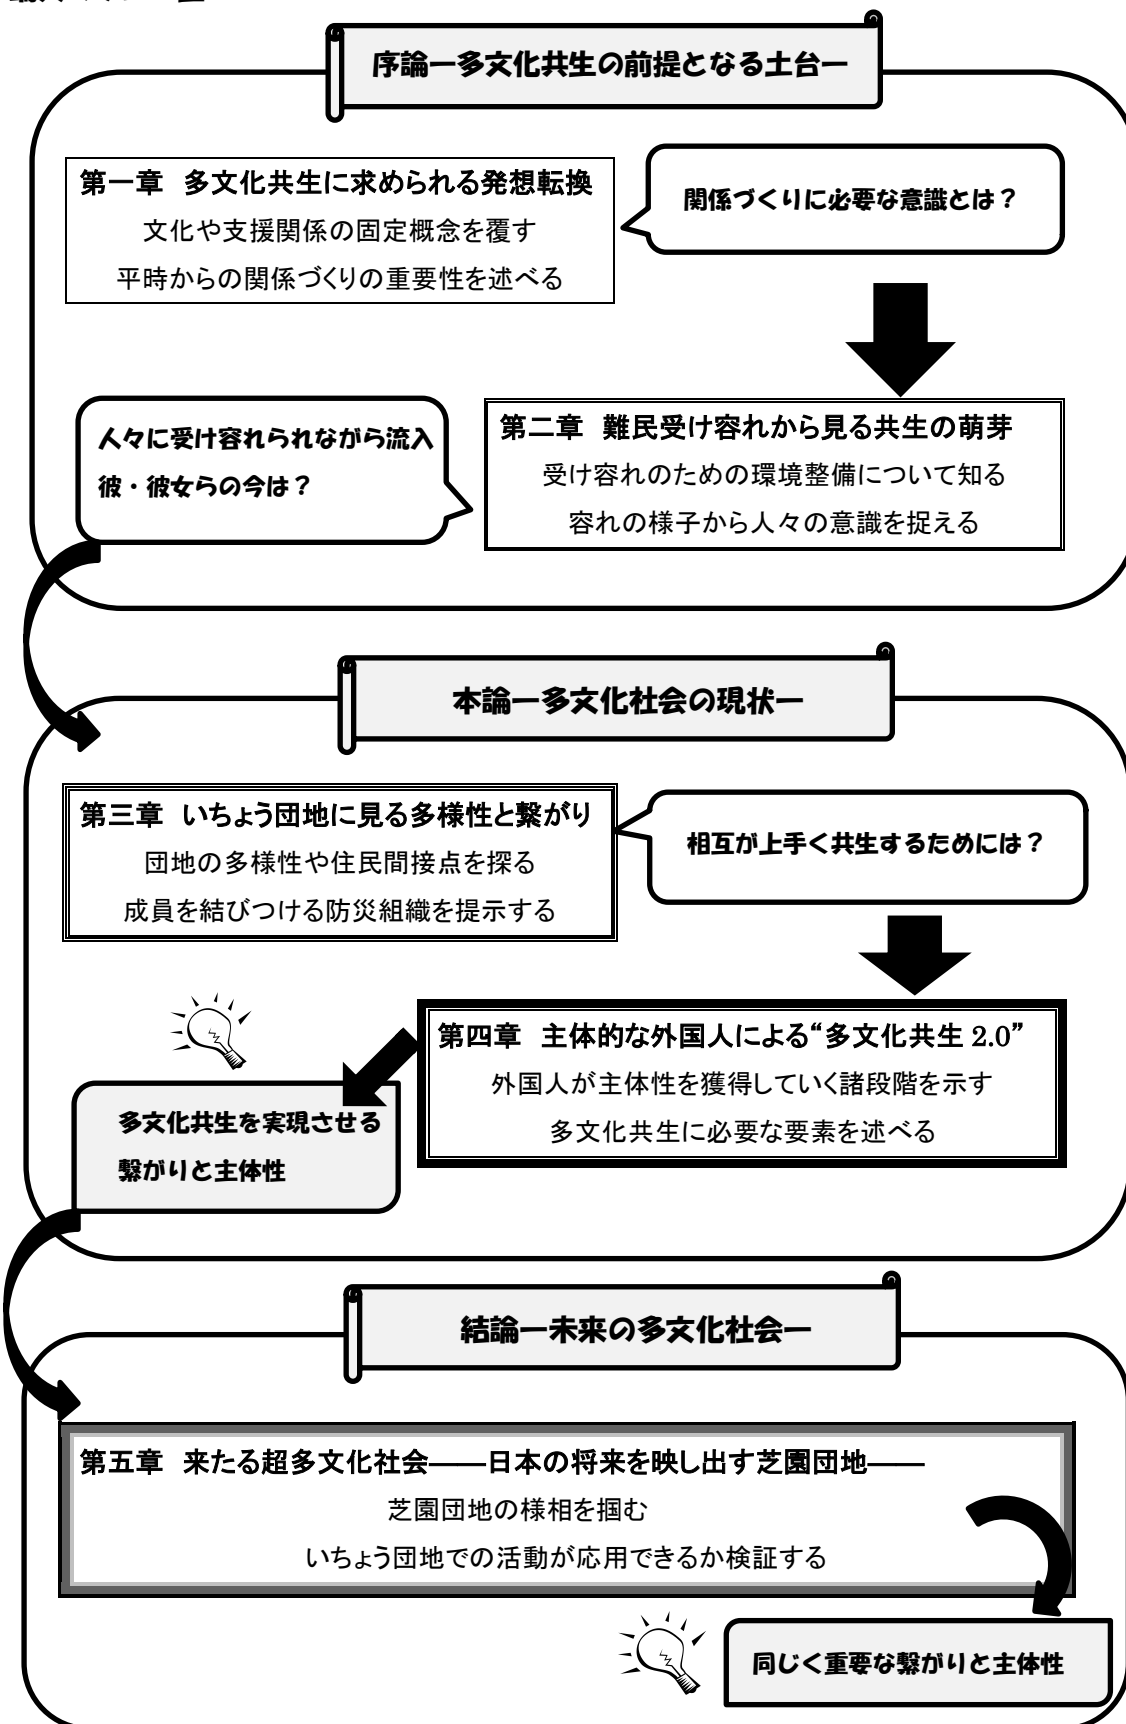 序論ー多文化共生の前提となる土台ー
第一章 多文化共生に求められる発想転換
文化や支援関係の固定概念を覆す
平時からの関係づくりの重要性を述べる
関係づくりに必要な意識とは？
人々に受け容れられながら流入
彼・彼女らの今は？
第二章 難民受け容れから見る共生の萌芽
受け容れのための環境整備について知る
容れの様子から人々の意識を捉える
本論ー多文化社会の現状ー
第三章 いちょう団地に見る多様性と繋がり
団地の多様性や住民間接点を探る
成員を結びつける防災組織を提示する
相互が上手く共生するためには？
第四章 主体的な外国人による“多文化共生 2.0”
外国人が主体性を獲得していく諸段階を示す
多文化共生に必要な要素を述べる
多文化共生を実現させる
繋がりと主体性
結論ー未来の多文化社会ー
第五章 来たる超多文化社会――日本の将来を映し出す芝園団地――
芝園団地の様相を掴む
いちょう団地での活動が応用できるか検証する
同じく重要な繋がりと主体性